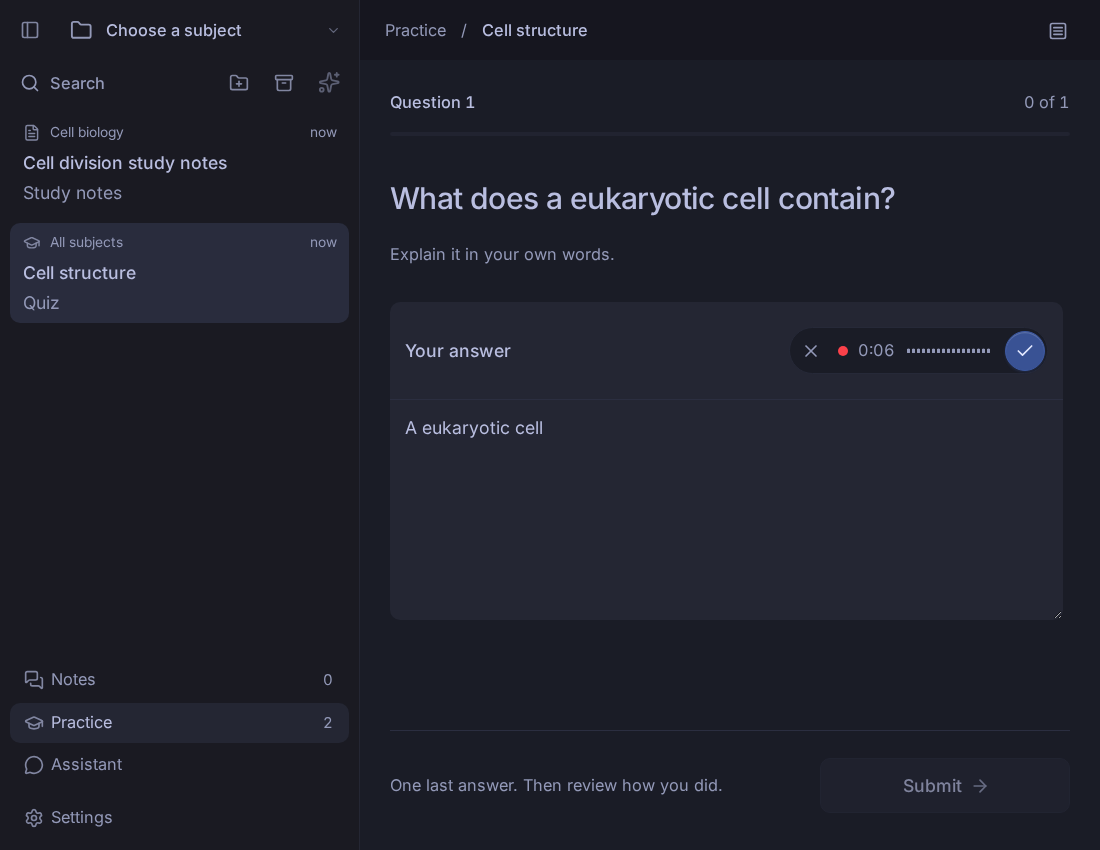 Choose a subject
Search
Cell biology now
Cell division study notes
Study notes
All subjects now
Cell structure
Quiz
Notes 0
Practice 2
Assistant
Settings
Practice / Cell structure
Question 1 0 of 1
What does a eukaryotic cell contain?
Explain it in your own words.
Your answer 0:06
A eukaryotic cell
One last answer. Then review how you did. Submit